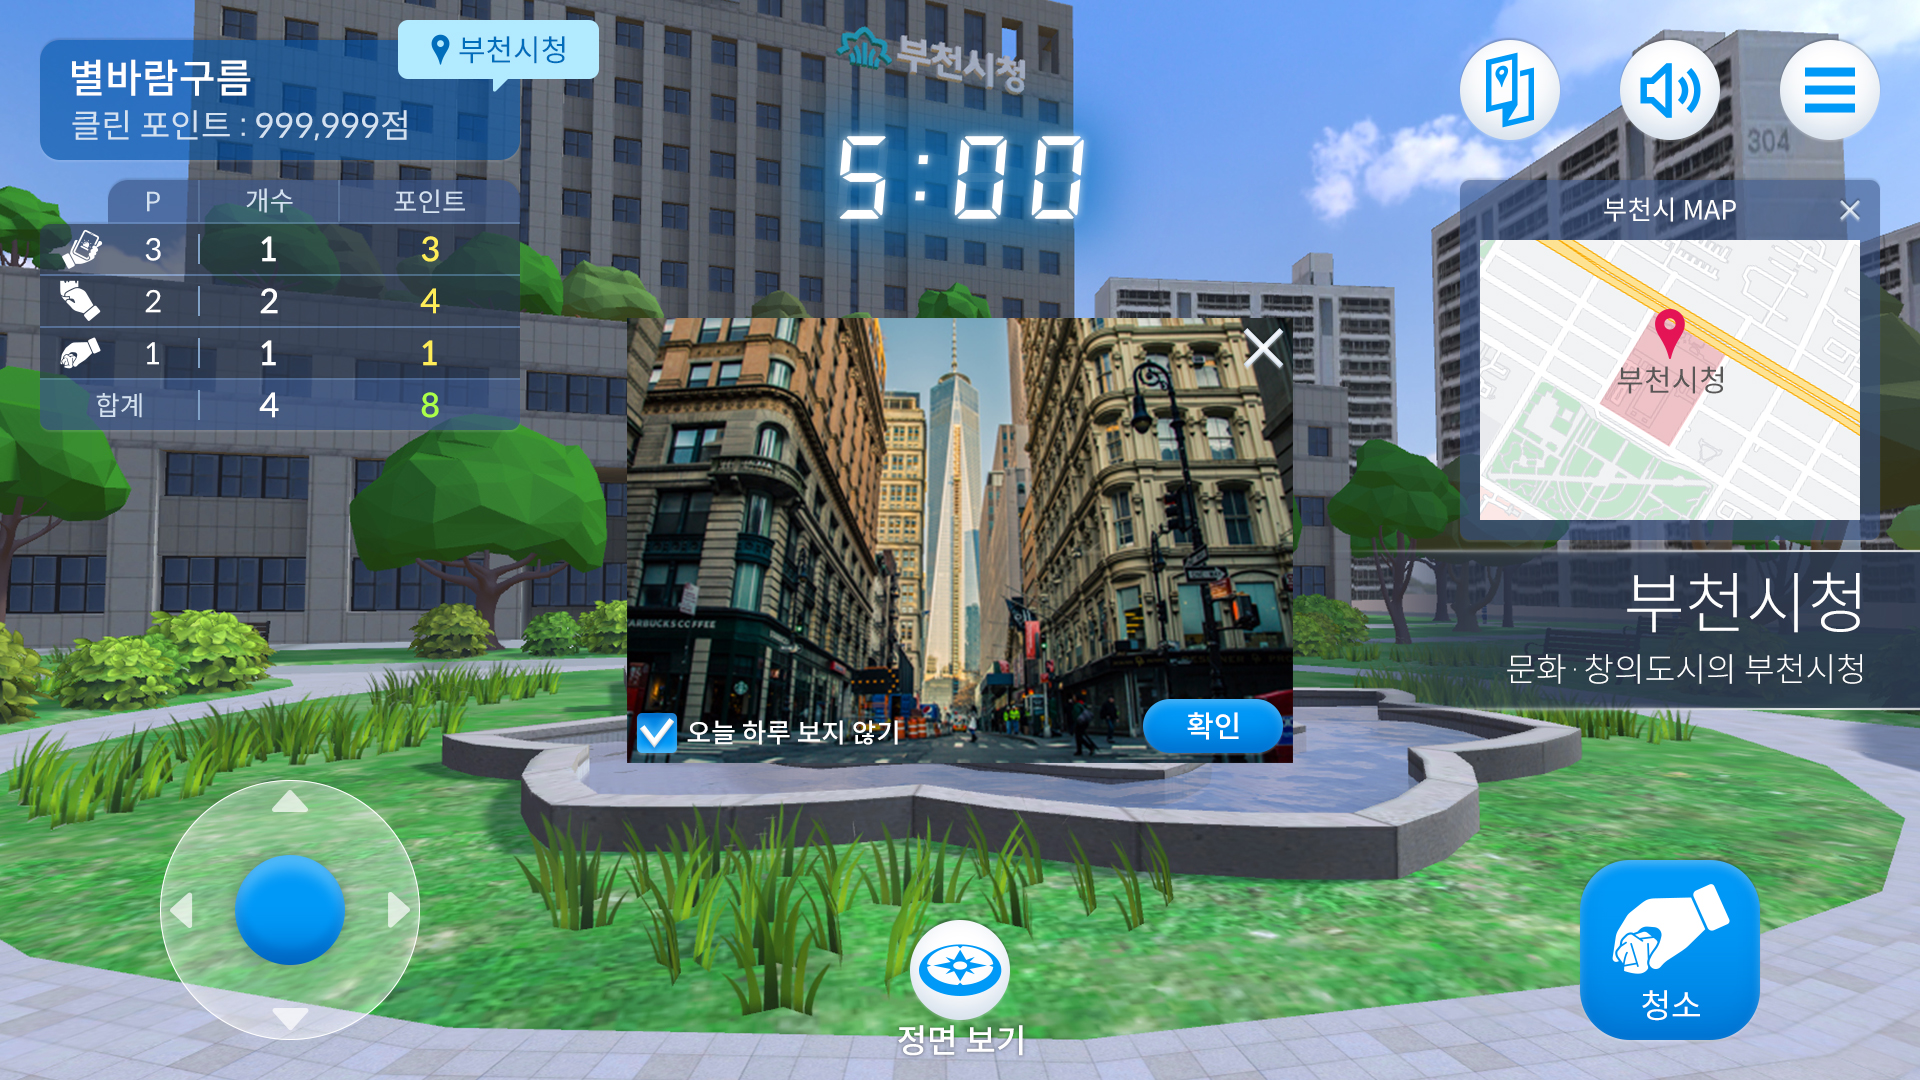 별바람구름
클린 포인트 : 999,999점
부천시청
부천시청
5:00
304
P 개수 포인트
3 1 3
2 2 4
1 1 1
합계 4 8
부천시 MAP
부천시청
부천시청
문화·창의도시의 부천시청
ARBUCKS COFFEE
오늘 하루 보지 않기
확인
정면 보기
청소